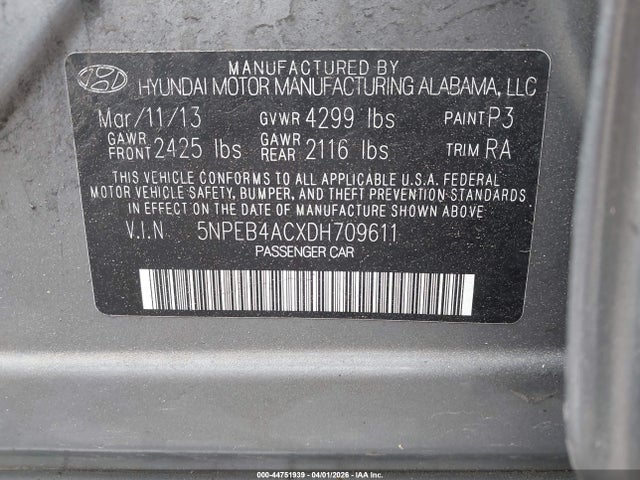 MANUFACTURED BY
HYUNDAI MOTOR MANUFACTURING ALABAMA, LLC
Mar/11/13 GVWR 4299 lbs PAINT P3
GAWR FRONT 2425 lbs GAWR REAR 2116 lbs TRIM RA
THIS VEHICLE CONFORMS TO ALL APPLICABLE U.S.A. FEDERAL
MOTOR VEHICLE SAFETY, BUMPER, AND THEFT PREVENTION STANDARDS
IN EFFECT ON THE DATE OF MANUFACTURE SHOWN ABOVE.
V.I.N 5NPEB4ACXDH709611
PASSENGER CAR
000-44751939 - 04/01/2026 - IAAI.COM